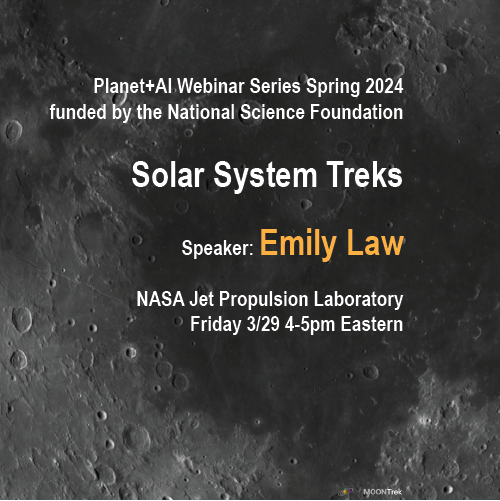 Planet+AI Webinar Series Spring 2024
funded by the National Science Foundation
Solar System Treks
Speaker: Emily Law
NASA Jet Propulsion Laboratory
Friday 3/29 4-5pm Eastern
MOONTrek